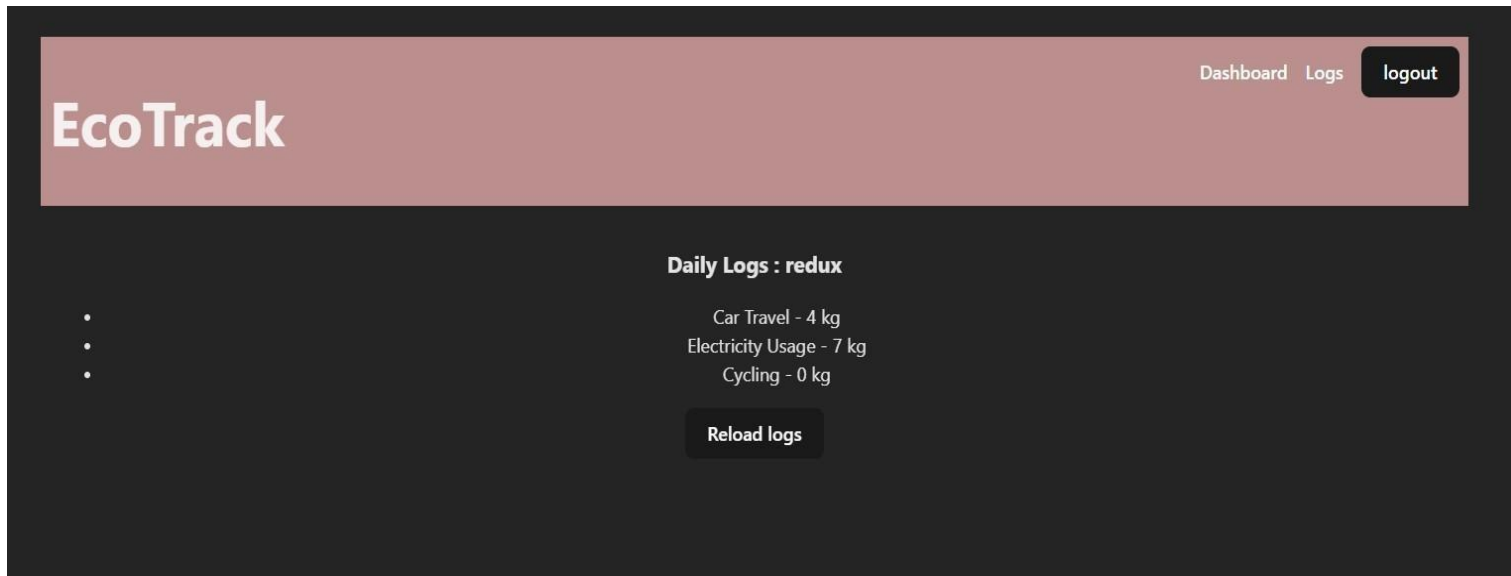 Dashboard Logs logout
EcoTrack
Daily Logs : redux
• Car Travel - 4 kg
• Electricity Usage - 7 kg
• Cycling - 0 kg
Reload logs